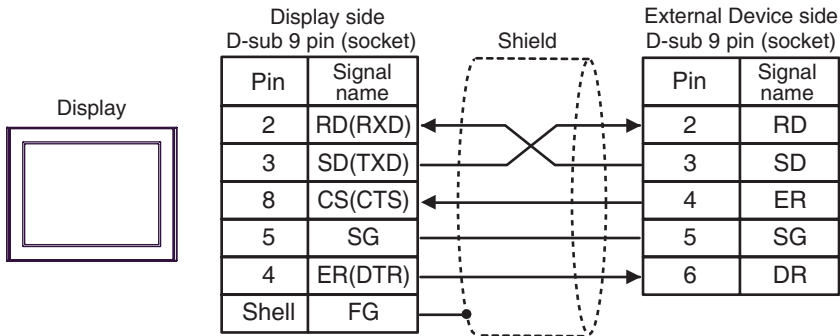 Display side
D-sub 9 pin (socket)
Shield
External Device side
D-sub 9 pin (socket)
Display
Pin Signal name
2 RD(RXD)
3 SD(TXD)
8 CS(CTS)
5 SG
4 ER(DTR)
Shell FG
Pin Signal name
2 RD
3 SD
4 ER
5 SG
6 DR